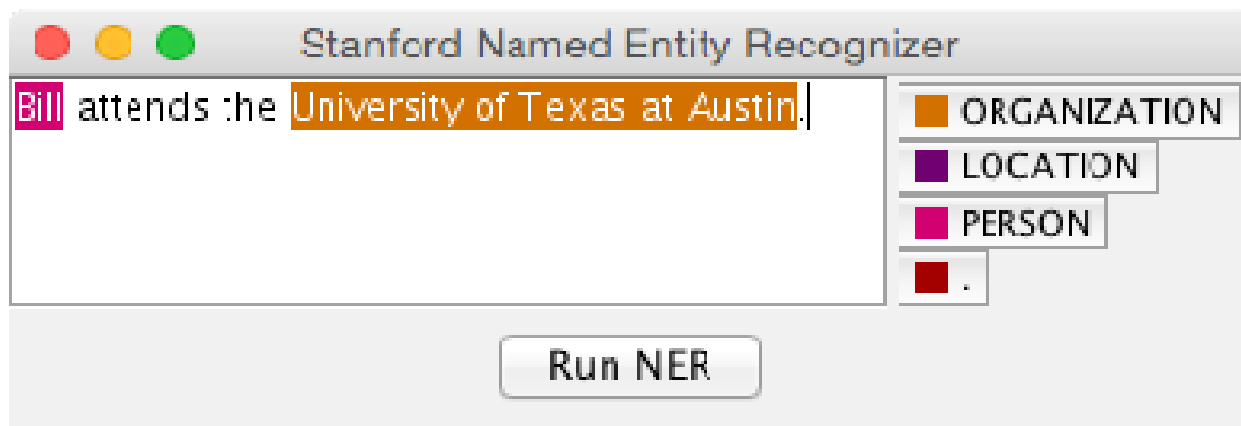 Stanford Named Entity Recognizer
Bill attends the University of Texas at Austin.
ORGANIZATION
LOCATION
PERSON
.
Run NER